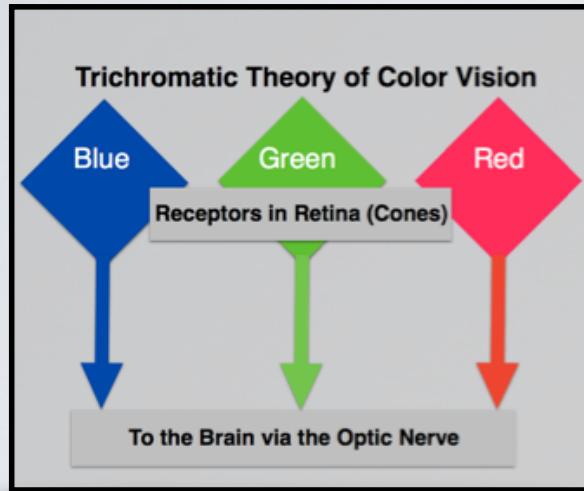 Trichromatic Theory of Color Vision
Blue
Green
Red
Receptors in Retina (Cones)
To the Brain via the Optic Nerve